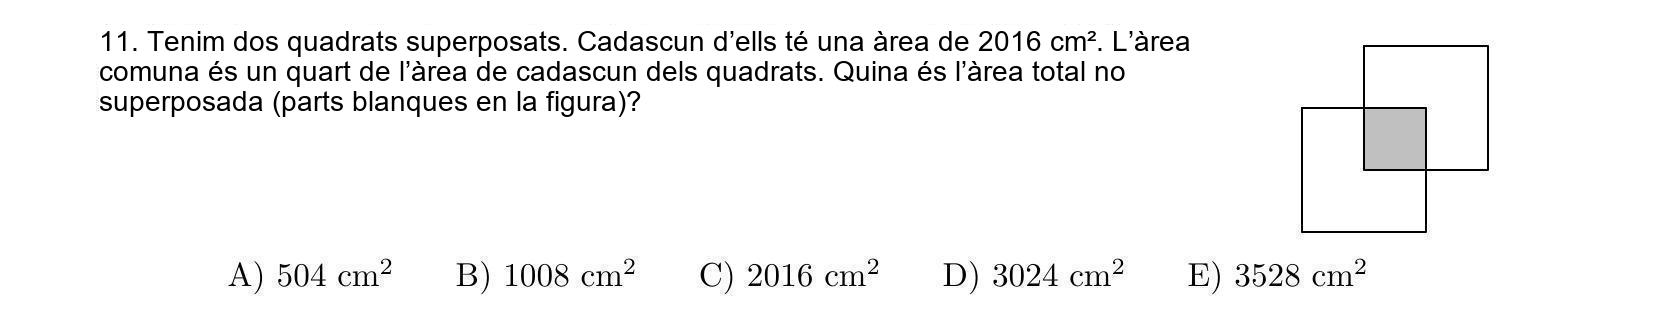 11. Tenim dos quadrats superposats. Cadascun d’ells té una àrea de 2016 cm². L’àrea
comuna és un quart de l’àrea de cadascun dels quadrats. Quina és l’àrea total no
superposada (parts blanques en la figura)?
A) 504 cm² B) 1008 cm² C) 2016 cm² D) 3024 cm² E) 3528 cm²